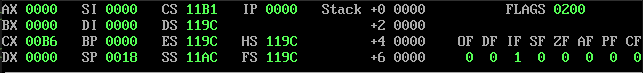 AX 0000 SI 0000 CS 11B1 IP 0000 Stack +0 0000 FLAGS 0200
BX 0000 DI 0000 DS 119C +2 0000
CX 00B6 BP 0000 ES 119C HS 119C +4 0000 OF DF IF SF ZF AF PF CF
DX 0000 SP 0018 SS 11AC FS 119C +6 0000 0 0 1 0 0 0 0 0